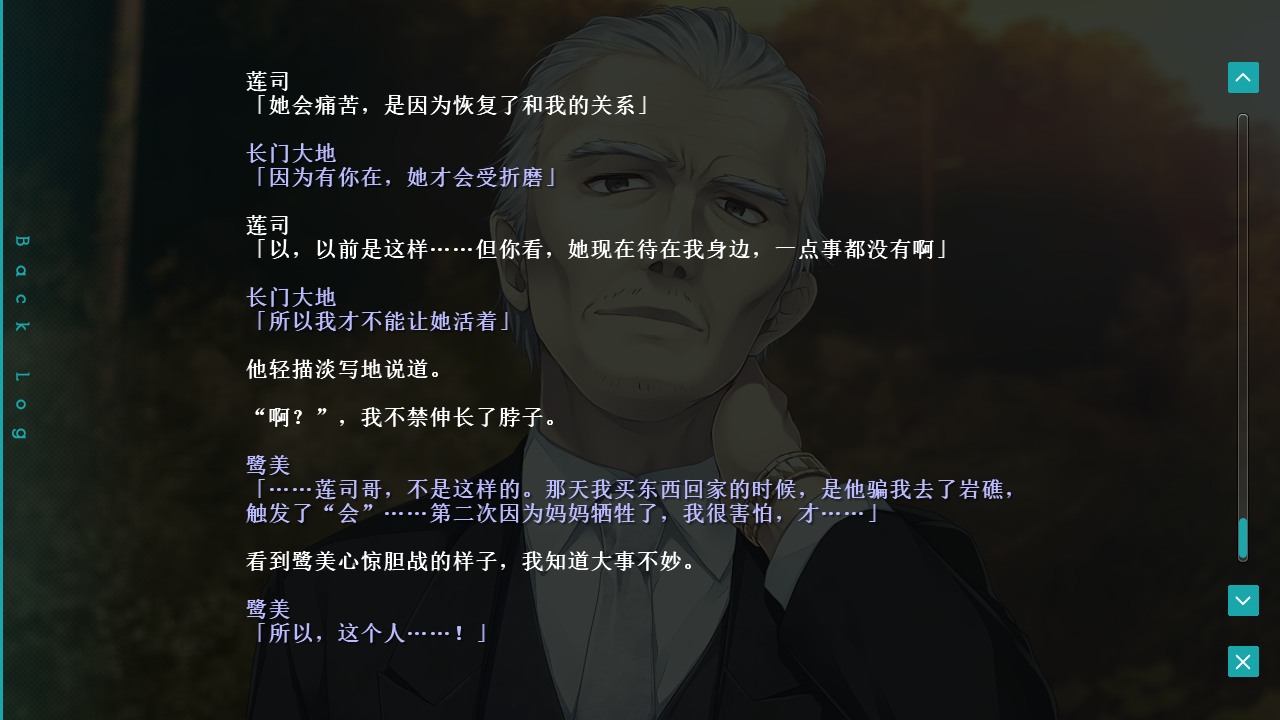 Back Log
莲司
「她会痛苦，是因为恢复了和我的关系」
长门大地
「因为有你在，她才会受折磨」
莲司
「以，以前是这样……但你看，她现在待在我身边，一点事都没有啊」
长门大地
「所以我才不能让她活着」
他轻描淡写地说道。
“啊？”，我不禁伸长了脖子。
鹭美
「……莲司哥，不是这样的。那天我买东西回家的时候，是他骗我去了岩礁，
触发了“会”……第二次因为妈妈牺牲了，我很害怕，才……」
看到鹭美心惊胆战的样子，我知道大事不妙。
鹭美
「所以，这个人……！」